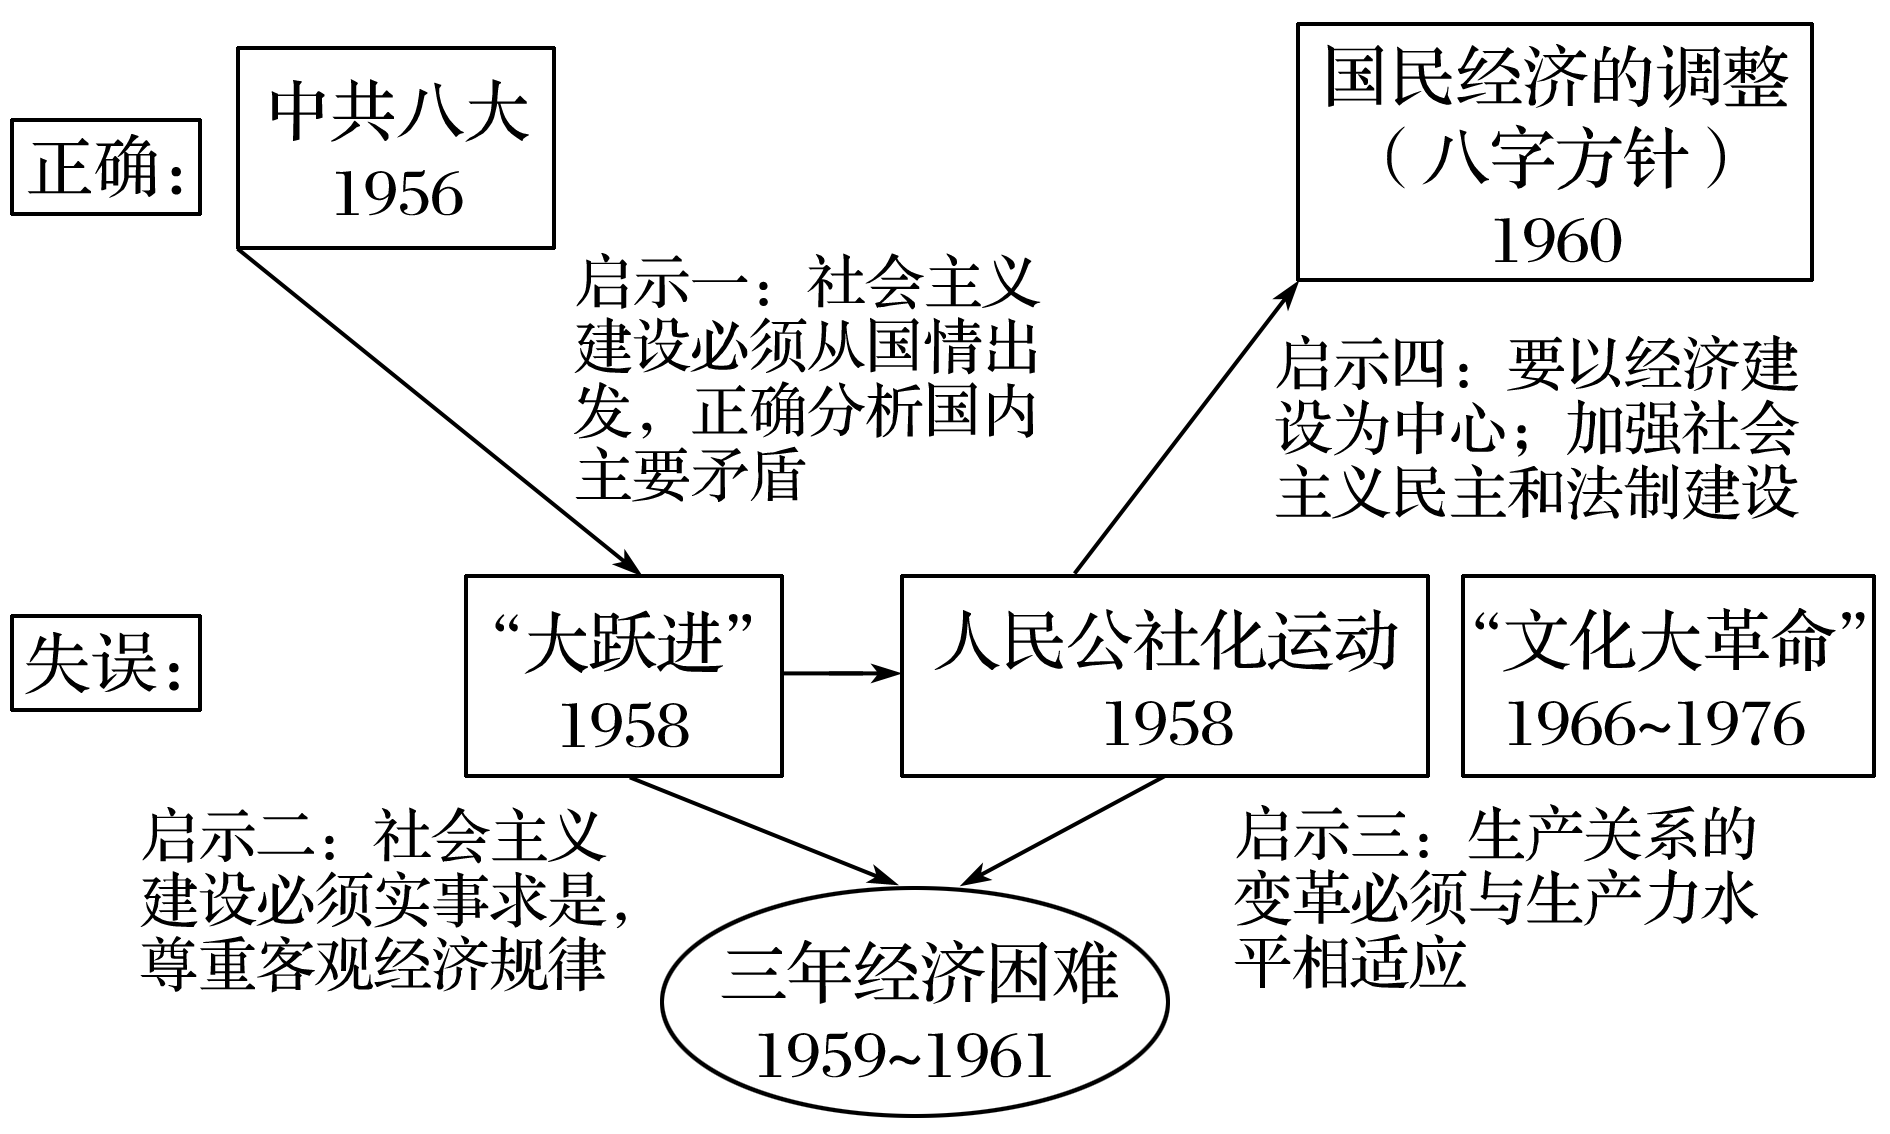 正确：
中共八大
1956
国民经济的调整
（八字方针）
1960
启示一：社会主义
建设必须从国情出
发，正确分析国内
主要矛盾
启示四：要以经济建
设为中心；加强社会
主义民主和法制建设
失误：
“大跃进”
1958
人民公社化运动
1958
“文化大革命”
1966~1976
启示二：社会主义
建设必须实事求是，
尊重客观经济规律
三年经济困难
1959~1961
启示三：生产关系的
变革必须与生产力水
平相适应